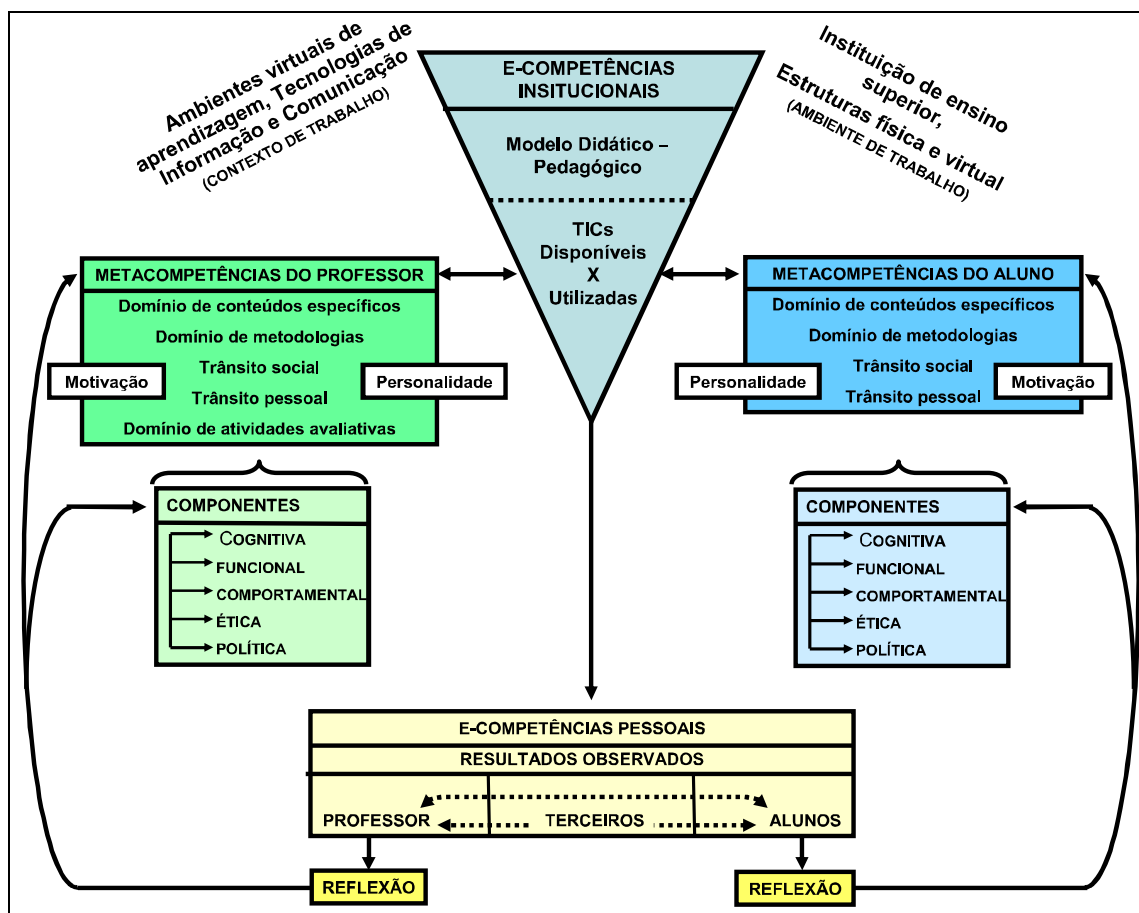 Ambientes virtuais de
aprendizagem, Tecnologias de
Informação e Comunicação
(CONTEXTO DE TRABALHO)
E-COMPETÊNCIAS
INSITUCIONAIS
Modelo Didático –
Pedagógico
TICs
Disponíveis
X
Utilizadas
Instituição de ensino
superior,
Estruturas física e virtual
(AMBIENTE DE TRABALHO)
METACOMPETÊNCIAS DO PROFESSOR
Domínio de conteúdos específicos
Domínio de metodologias
Trânsito social
Motivação
Personalidade
Trânsito pessoal
Domínio de atividades avaliativas
METACOMPETÊNCIAS DO ALUNO
Domínio de conteúdos específicos
Domínio de metodologias
Trânsito social
Personalidade
Motivação
Trânsito pessoal
COMPONENTES
COGNITIVA
FUNCIONAL
COMPORTAMENTAL
ÉTICA
POLÍTICA
COMPONENTES
COGNITIVA
FUNCIONAL
COMPORTAMENTAL
ÉTICA
POLÍTICA
E-COMPETÊNCIAS PESSOAIS
RESULTADOS OBSERVADOS
PROFESSOR
TERCEIROS
ALUNOS
REFLEXÃO
REFLEXÃO